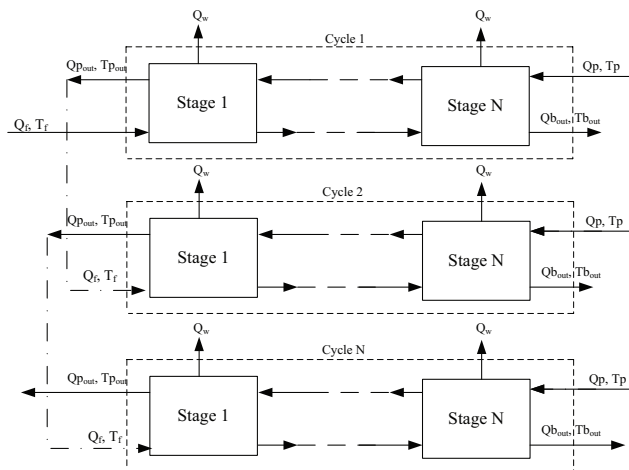 Qw Qw
Cycle 1
Qpout, Tpout Qp, Tp
Stage 1 Stage N
Qf, Tf Qbout, Tbout
Qw Qw
Cycle 2
Qpout, Tpout Qp, Tp
Stage 1 Stage N
Qf, Tf Qbout, Tbout
Qw Qw
Cycle N
Qpout, Tpout Qp, Tp
Stage 1 Stage N
Qf, Tf Qbout, Tbout